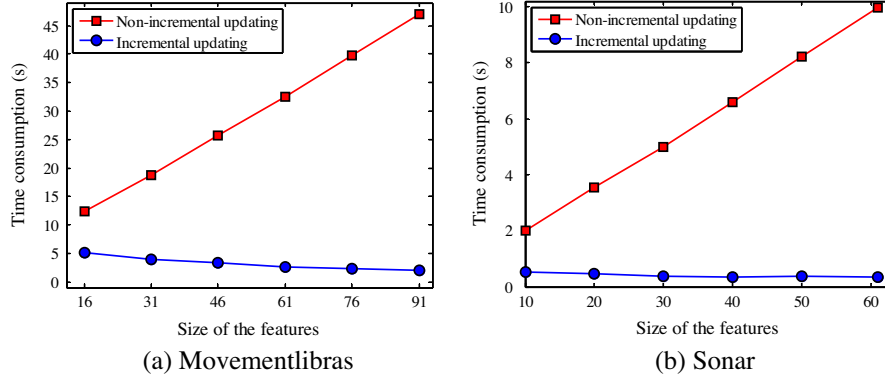 45
40
35
30
25
20
15
10
5
0
Time consumption (s)
Non-incremental updating
Incremental updating
16 31 46 61 76 91
Size of the features
(a) Movementlibras
10
8
6
4
2
0
Time consumption (s)
Non-incremental updating
Incremental updating
10 20 30 40 50 60
Size of the features
(b) Sonar